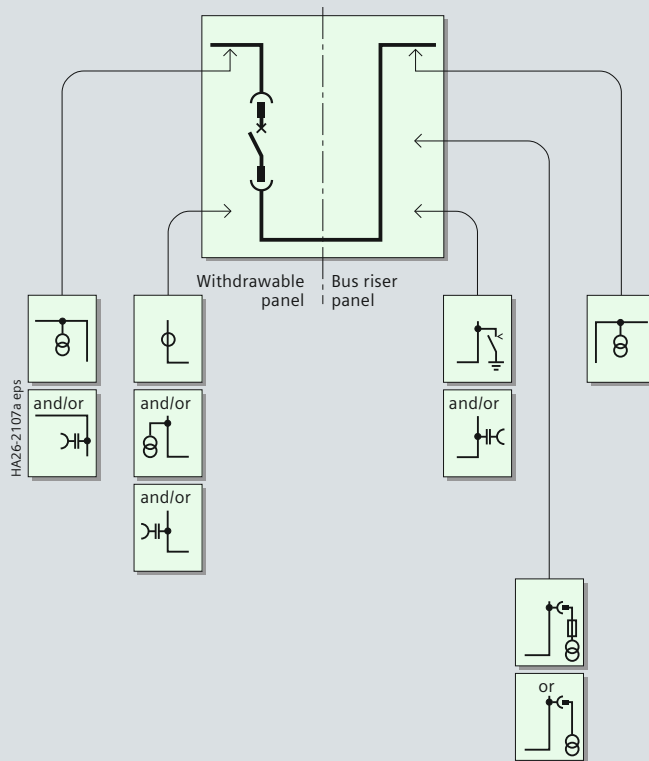 Withdrawable
panel
Bus riser
panel
HA26-2107a eps
and/or
and/or
and/or
and/or
or